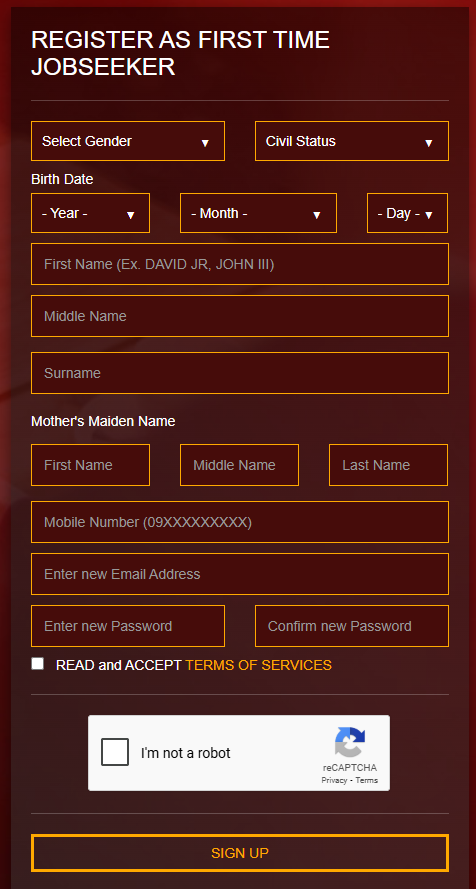 REGISTER AS FIRST TIME
JOBSEEKER
Select Gender
Civil Status
Birth Date
- Year -
- Month -
- Day -
First Name (Ex. DAVID JR, JOHN III)
Middle Name
Surname
Mother's Maiden Name
First Name
Middle Name
Last Name
Mobile Number (09XXXXXXXXX)
Enter new Email Address
Enter new Password
Confirm new Password
READ and ACCEPT TERMS OF SERVICES
I'm not a robot
reCAPTCHA
Privacy - Terms
SIGN UP